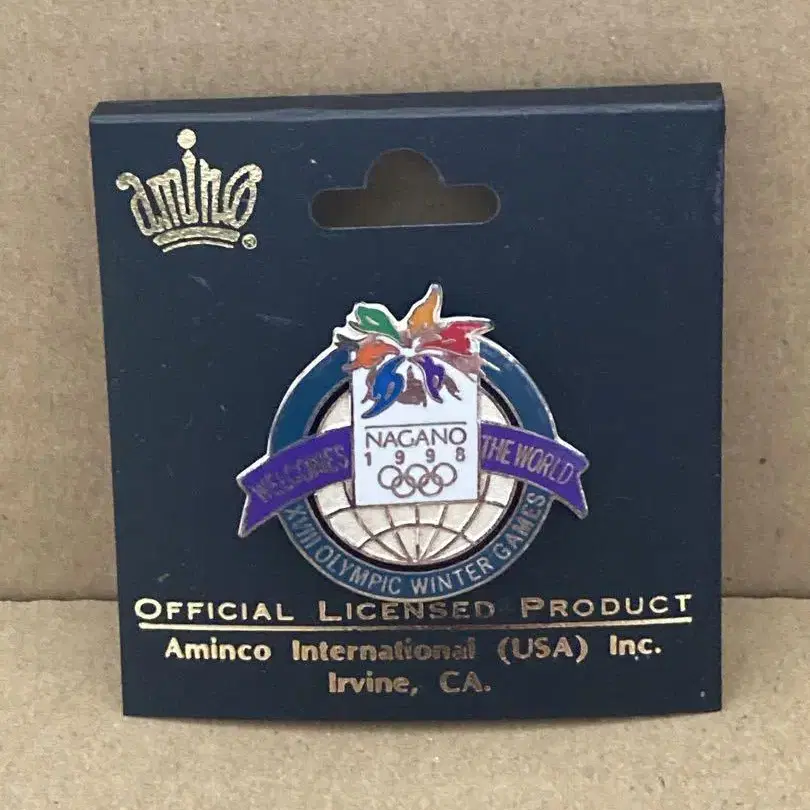 aminco®
NAGANO
1998
WELCOMES
THE WORLD
XVIII OLYMPIC WINTER GAMES
OFFICIAL LICENSED PRODUCT
Aminco International (USA) Inc.
Irvine, CA.